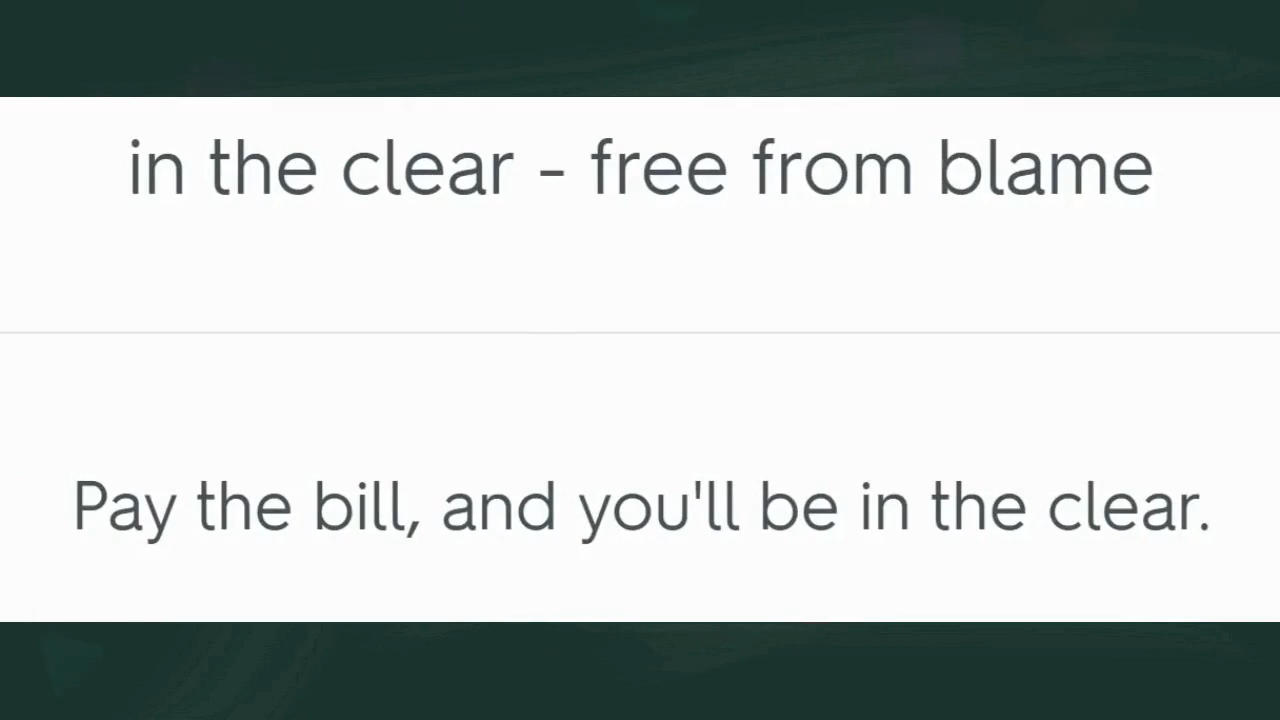 in the clear - free from blame
Pay the bill, and you'll be in the clear.